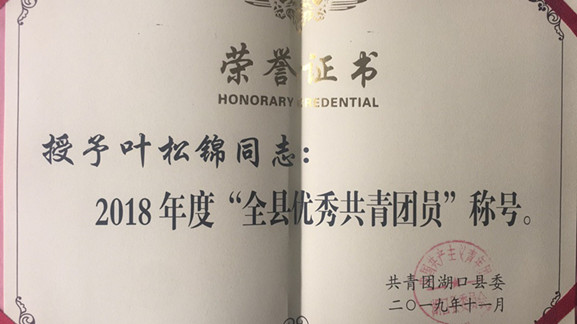 荣誉证书
HONORARY CREDENTIAL
授予叶松锦同志：
2018年度“全县优秀共青团员”称号。
共青团湖口县委
二〇一九年十一月